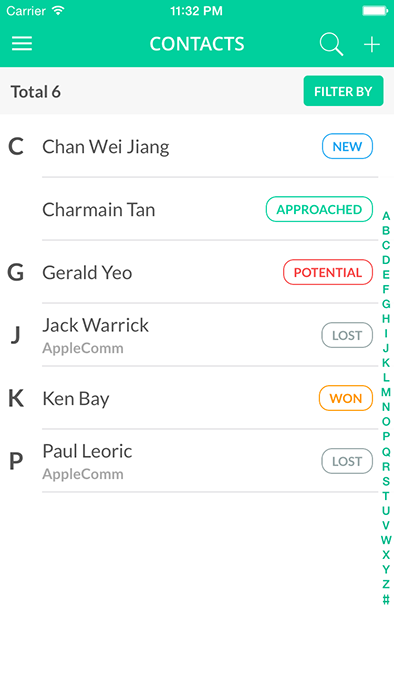 Carrier 11:32 PM
CONTACTS
Total 6 FILTER BY
C Chan Wei Jiang NEW
Charmain Tan APPROACHED
G Gerald Yeo POTENTIAL
J Jack Warrick LOST
AppleComm
K Ken Bay WON
P Paul Leoric LOST
AppleComm
A
B
C
D
E
F
G
H
I
J
K
L
M
N
O
P
Q
R
S
T
U
V
W
X
Y
Z
#